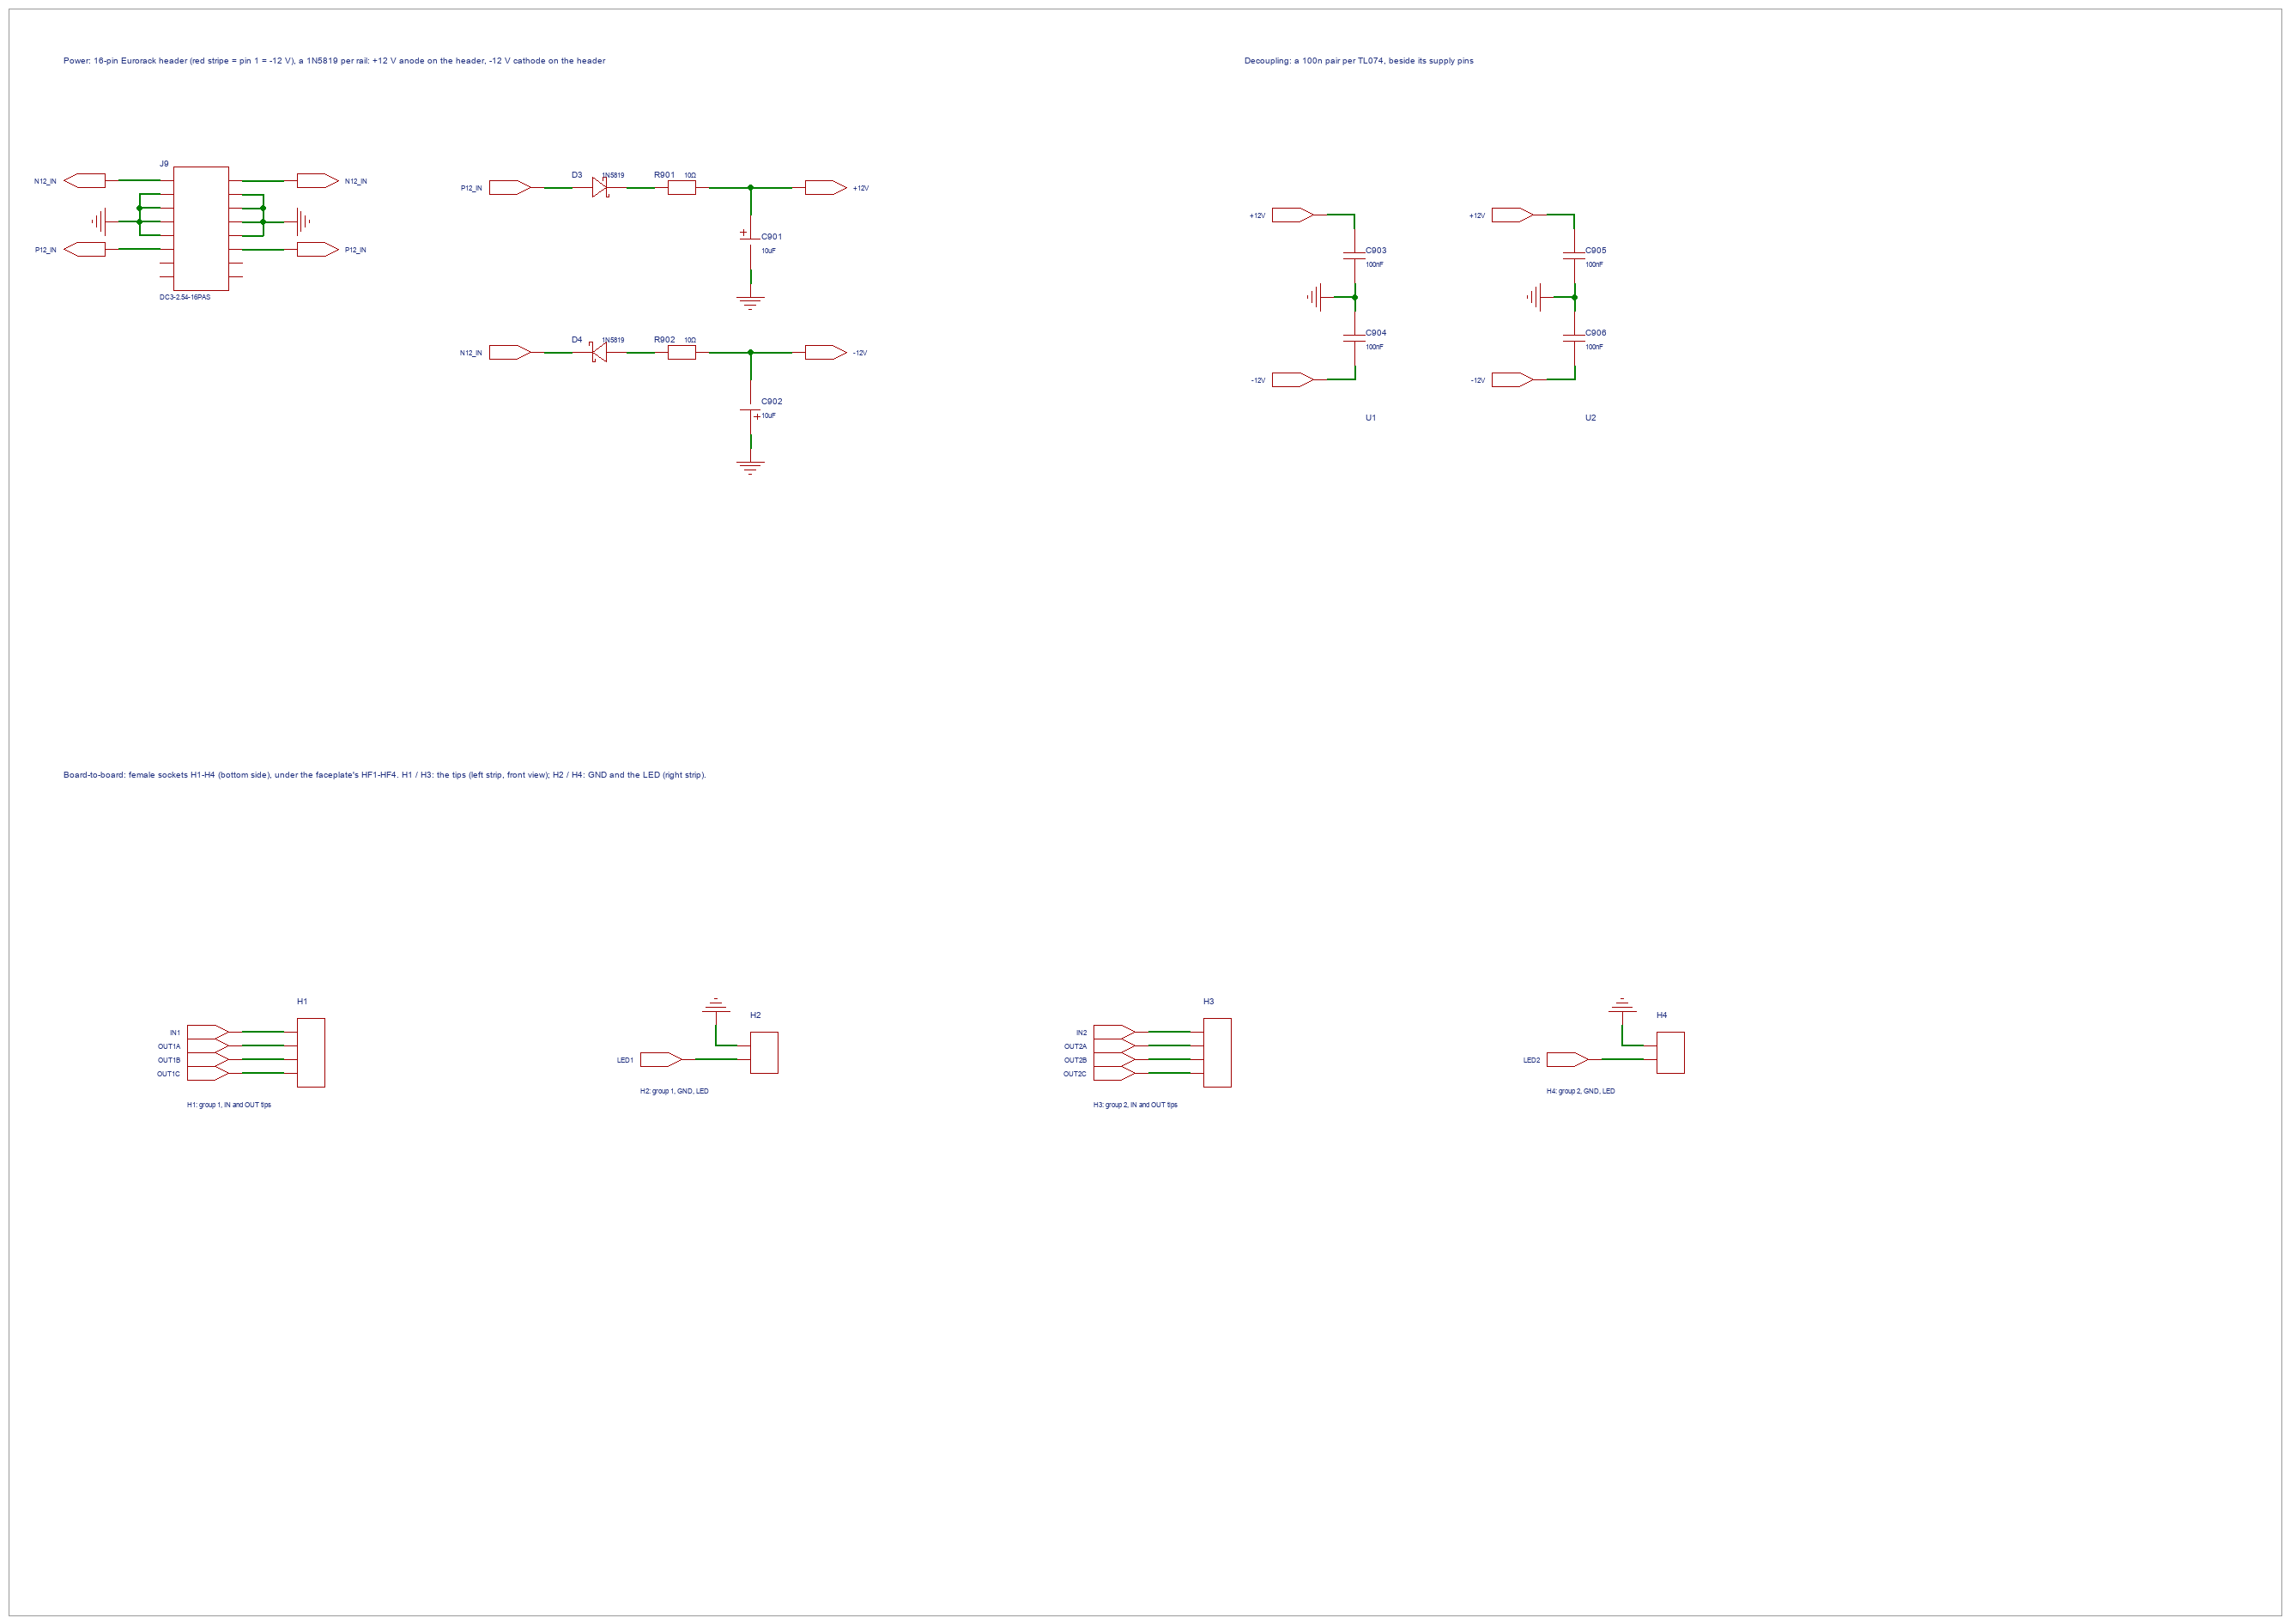 Power: 16-pin Eurorack header (red stripe = pin 1 = -12 V), a 1N5819 per rail: +12 V anode on the header, -12 V cathode on the header
Decoupling: a 100n pair per TL074, beside its supply pins
J9
N12_IN
N12_IN
P12_IN
P12_IN
DC3-2.54-16PAS
P12_IN
D3
1N5819
R901
10Ω
+12V
C901
10uF
N12_IN
D4
1N5819
R902
10Ω
-12V
C902
10uF
+12V
C903
100nF
C904
100nF
-12V
U1
+12V
C905
100nF
C906
100nF
-12V
U2
Board-to-board: female sockets H1-H4 (bottom side), under the faceplate's HF1-HF4. H1 / H3: the tips (left strip, front view); H2 / H4: GND and the LED (right strip).
H1
IN1
OUT1A
OUT1B
OUT1C
H1: group 1, IN and OUT tips
H2
LED1
H2: group 1, GND, LED
H3
IN2
OUT2A
OUT2B
OUT2C
H3: group 2, IN and OUT tips
H4
LED2
H4: group 2, GND, LED